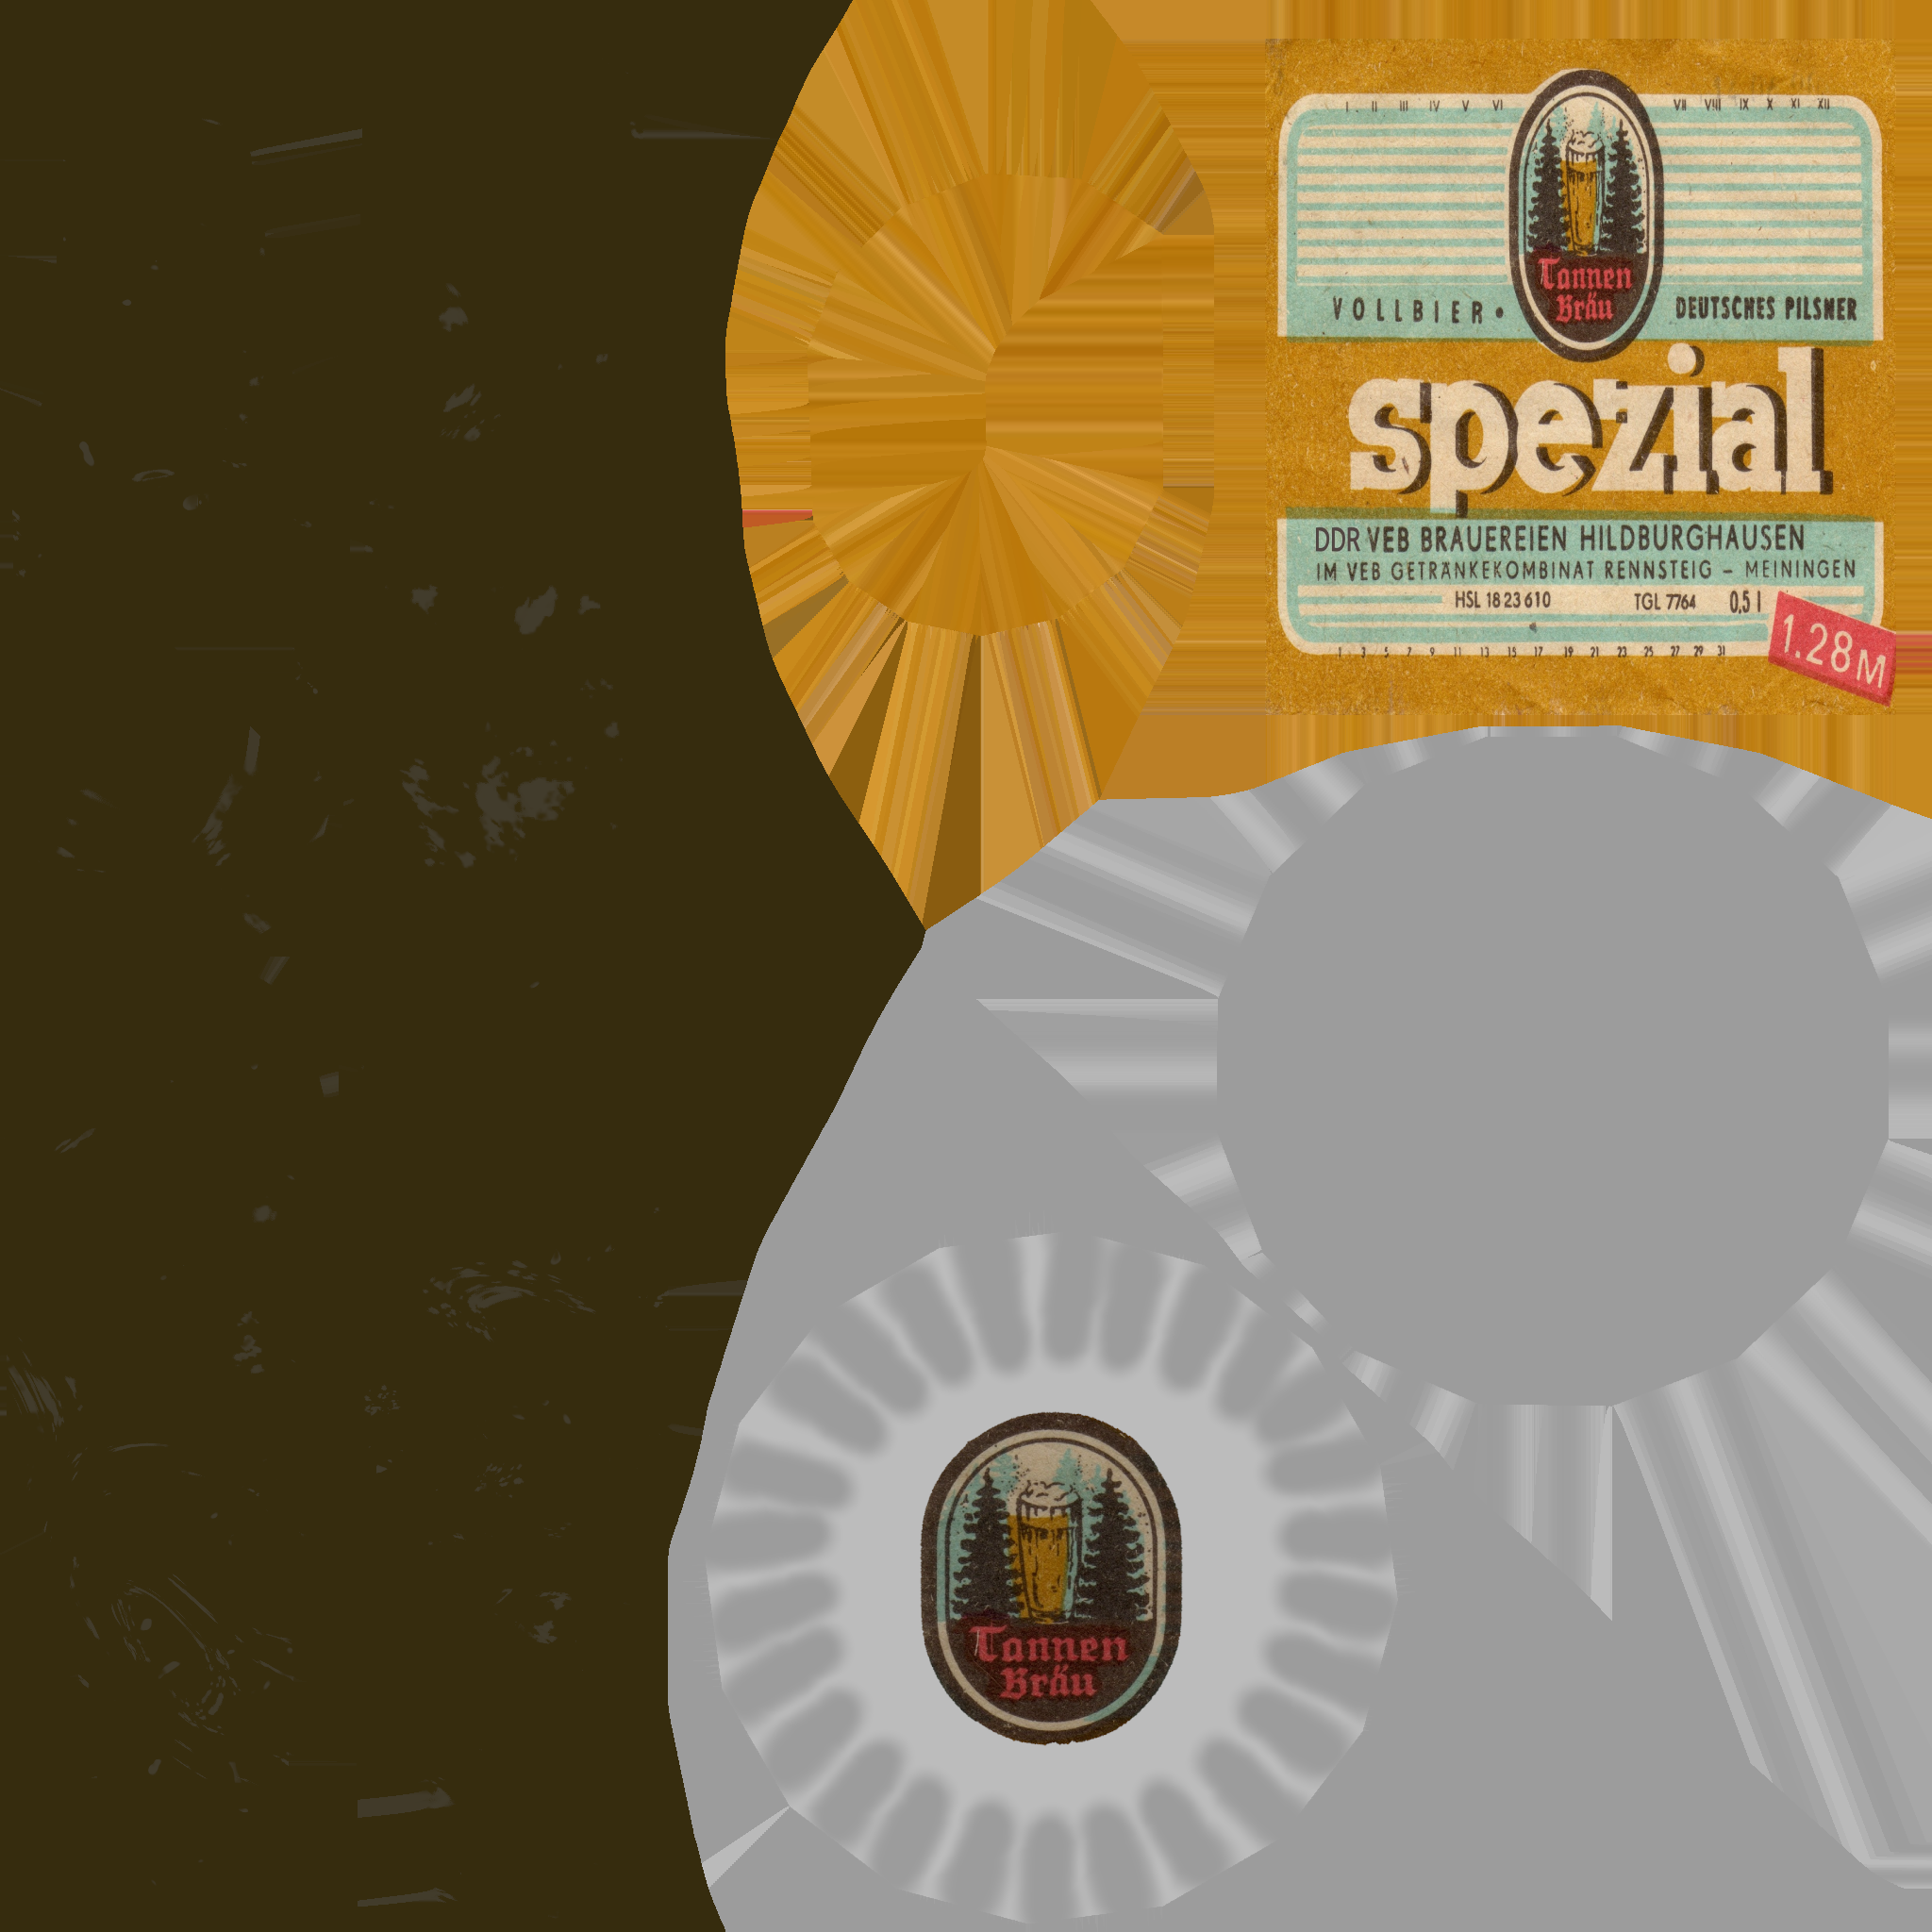 I II III IV V VI VII VIII IX X XI XII
Tannen
Bräu
VOLLBIER • DEUTSCHES PILSNER
spezial
DDR VEB BRAUEREIEN HILDBURGHAUSEN
IM VEB GETRÄNKEKOMBINAT RENNSTEIG – MEININGEN
HSL 18 23 610 TGL 7764 0,5 l
1.28 M
1 3 5 7 9 11 13 15 17 19 21 23 25 27 29 31
Tannen
Bräu